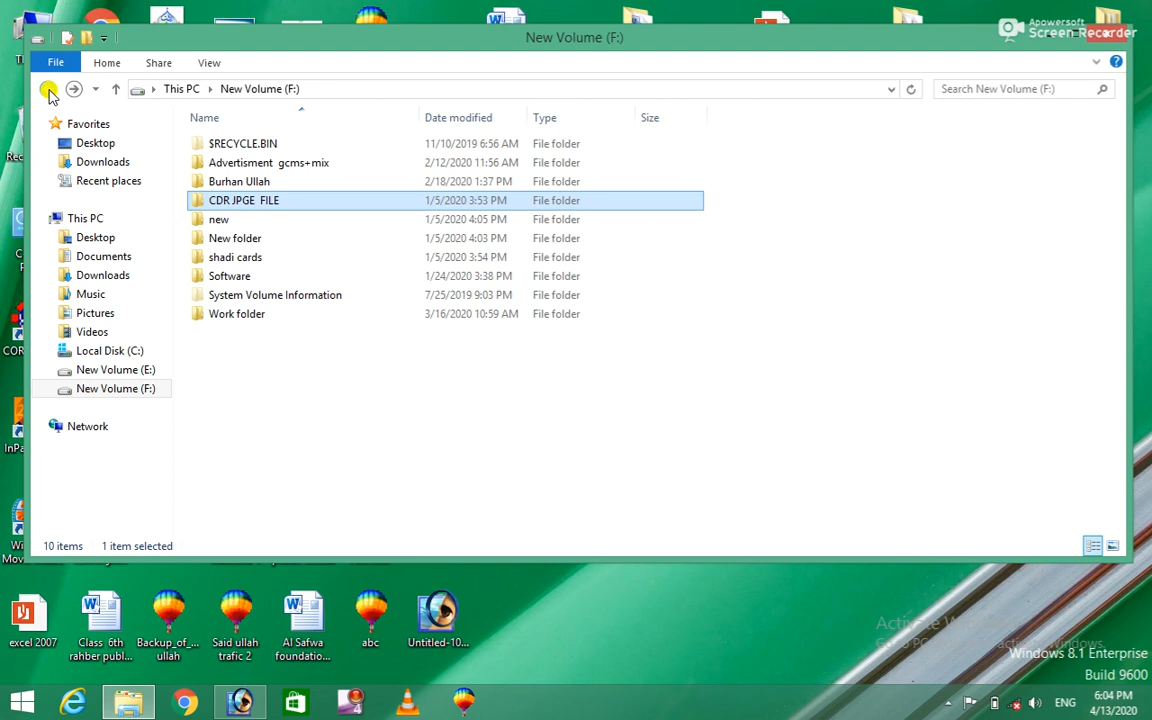 Apowersoft
Screen Recorder
New Volume (F:)
File
Home
Share
View
This PC
New Volume (F:)
Search New Volume (F:)
Name
Date modified
Type
Size
Favorites
Desktop
Downloads
Recent places
This PC
Desktop
Documents
Downloads
Music
Pictures
Videos
Local Disk (C:)
New Volume (E:)
New Volume (F:)
Network
$RECYCLE.BIN 11/10/2019 6:56 AM File folder
Advertisment gcms+mix 2/12/2020 11:56 AM File folder
Burhan Ullah 2/18/2020 1:37 PM File folder
CDR JPGE FILE 1/5/2020 3:53 PM File folder
new 1/5/2020 4:05 PM File folder
New folder 1/5/2020 4:03 PM File folder
shadi cards 1/5/2020 3:54 PM File folder
Software 1/24/2020 3:38 PM File folder
System Volume Information 7/25/2019 9:03 PM File folder
Work folder 3/16/2020 10:59 AM File folder
10 items 1 item selected
excel 2007
Class 6th
rahber publ...
Backup_of_...
ullah
Said ullah
trafic 2
Al Safwa
foundatio...
abc
Untitled-10...
Windows 8.1 Enterprise
Build 9600
ENG
6:04 PM
4/13/2020